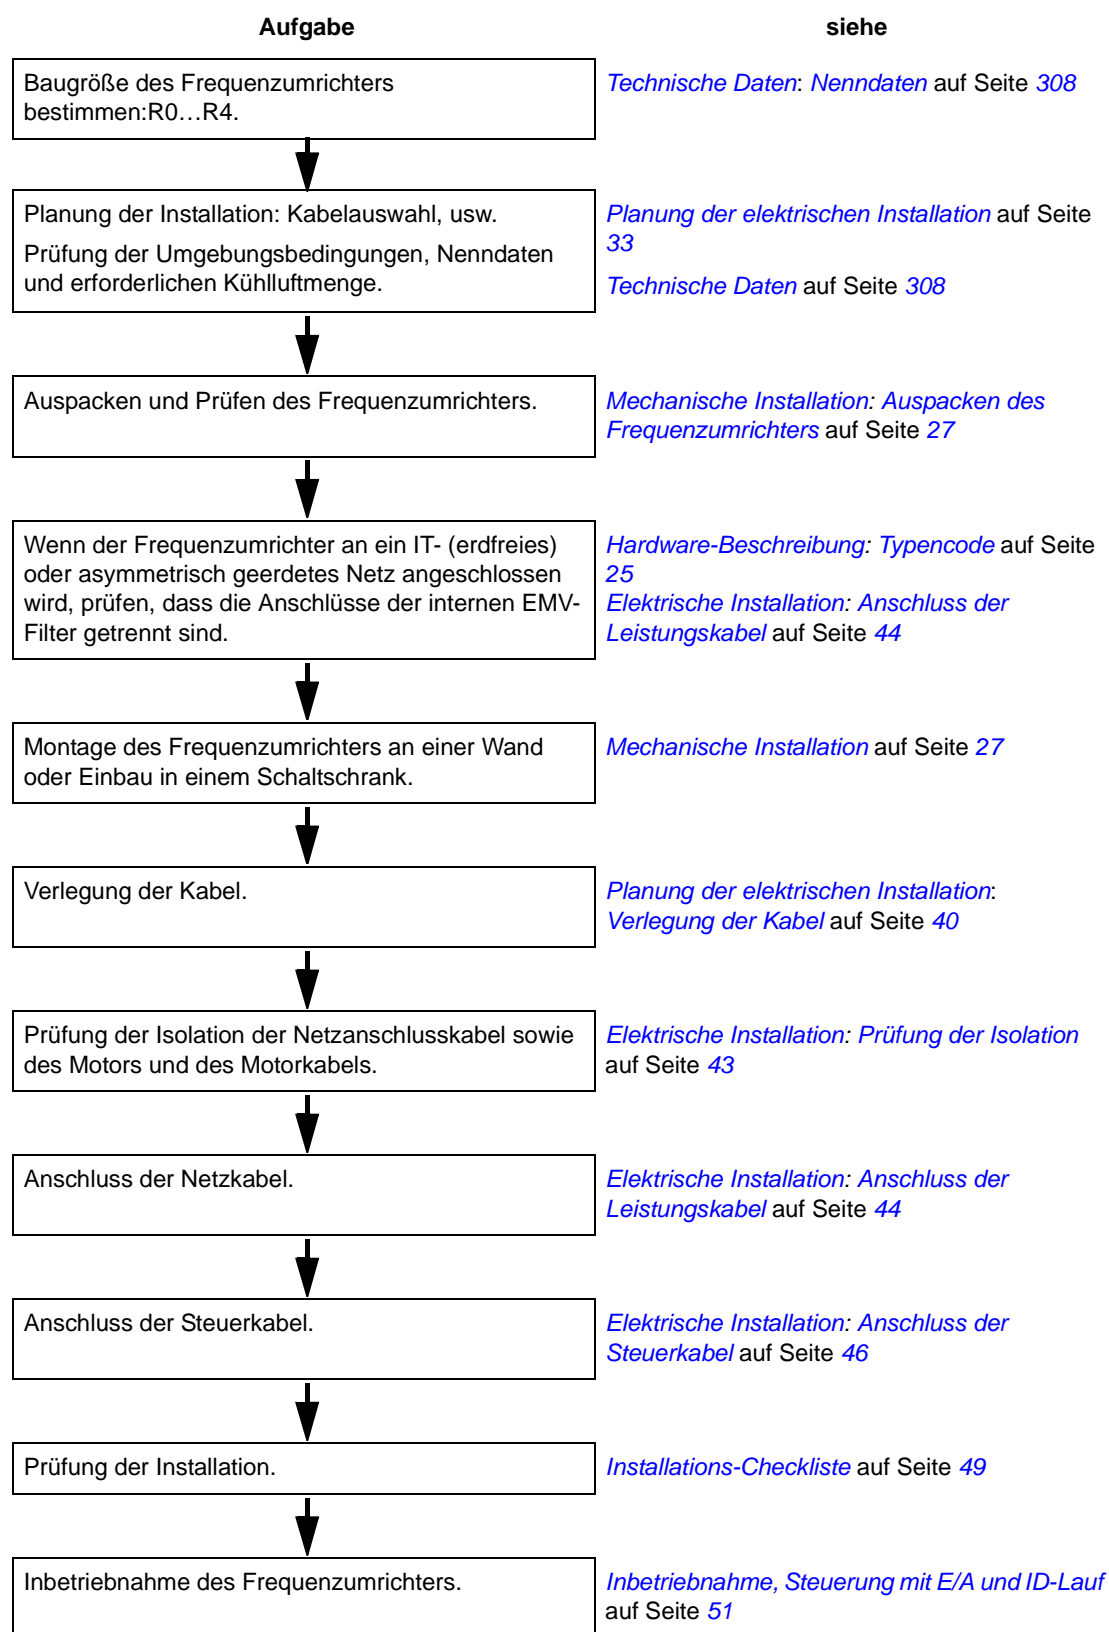 Aufgabe
siehe
Baugröße des Frequenzumrichters
bestimmen:R0…R4.
Technische Daten: Nenndaten auf Seite 308
Planung der Installation: Kabelauswahl, usw.
Prüfung der Umgebungsbedingungen, Nenndaten
und erforderlichen Kühlluftmenge.
Planung der elektrischen Installation auf Seite
33
Technische Daten auf Seite 308
Auspacken und Prüfen des Frequenzumrichters.
Mechanische Installation: Auspacken des
Frequenzumrichters auf Seite 27
Wenn der Frequenzumrichter an ein IT- (erdfreies)
oder asymmetrisch geerdetes Netz angeschlossen
wird, prüfen, dass die Anschlüsse der internen EMV-
Filter getrennt sind.
Hardware-Beschreibung: Typencode auf Seite
25
Elektrische Installation: Anschluss der
Leistungskabel auf Seite 44
Montage des Frequenzumrichters an einer Wand
oder Einbau in einem Schaltschrank.
Mechanische Installation auf Seite 27
Verlegung der Kabel.
Planung der elektrischen Installation:
Verlegung der Kabel auf Seite 40
Prüfung der Isolation der Netzanschlusskabel sowie
des Motors und des Motorkabels.
Elektrische Installation: Prüfung der Isolation
auf Seite 43
Anschluss der Netzkabel.
Elektrische Installation: Anschluss der
Leistungskabel auf Seite 44
Anschluss der Steuerkabel.
Elektrische Installation: Anschluss der
Steuerkabel auf Seite 46
Prüfung der Installation.
Installations-Checkliste auf Seite 49
Inbetriebnahme des Frequenzumrichters.
Inbetriebnahme, Steuerung mit E/A und ID-Lauf
auf Seite 51